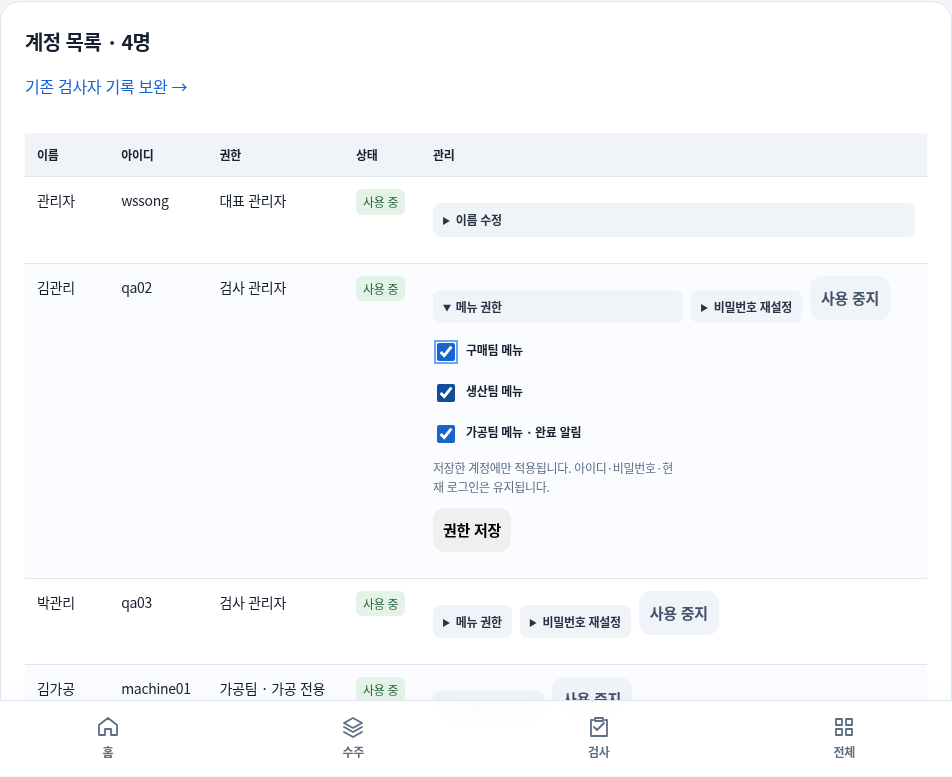 계정 목록 · 4명
기존 검사자 기록 보완 →
이름 아이디 권한 상태 관리
관리자 wssong 대표 관리자 사용 중
▶ 이름 수정
김관리 qa02 검사 관리자 사용 중
▼ 메뉴 권한 ▶ 비밀번호 재설정 사용 중지
구매팀 메뉴
생산팀 메뉴
가공팀 메뉴 · 완료 알림
저장한 계정에만 적용됩니다. 아이디·비밀번호·현
재 로그인은 유지됩니다.
권한 저장
박관리 qa03 검사 관리자 사용 중
▶ 메뉴 권한 ▶ 비밀번호 재설정 사용 중지
김가공 machine01 가공팀 · 가공 전용 사용 중 사용 중지
홈 수주 검사 전체